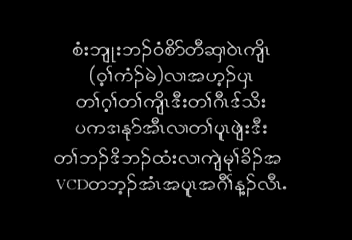 စံးဘျုးဘၣ်ဝံစိာ်တီဆှၢဝဲၤကျိၤ
(ဝ့ၢ်ကံၣ်မဲ)လၢအဟ့ၣ်ပှၤ
တၢ်ဂ့ၢ်တၢ်ကျိၤဒီးတၢ်ဂီၤဒ်သိး
ပကဒၢနုာ်အီၤလၢတၢ်ပူၤဖျဲးဒီး
တၢ်ဘၣ်ဒိဘၣ်ထံးလၢကျဲမုၢ်ခိၣ်အ
VCDတဘ့ၣ်အံၤအပူၤအဂီၢ်န့ၣ်လီၤ.